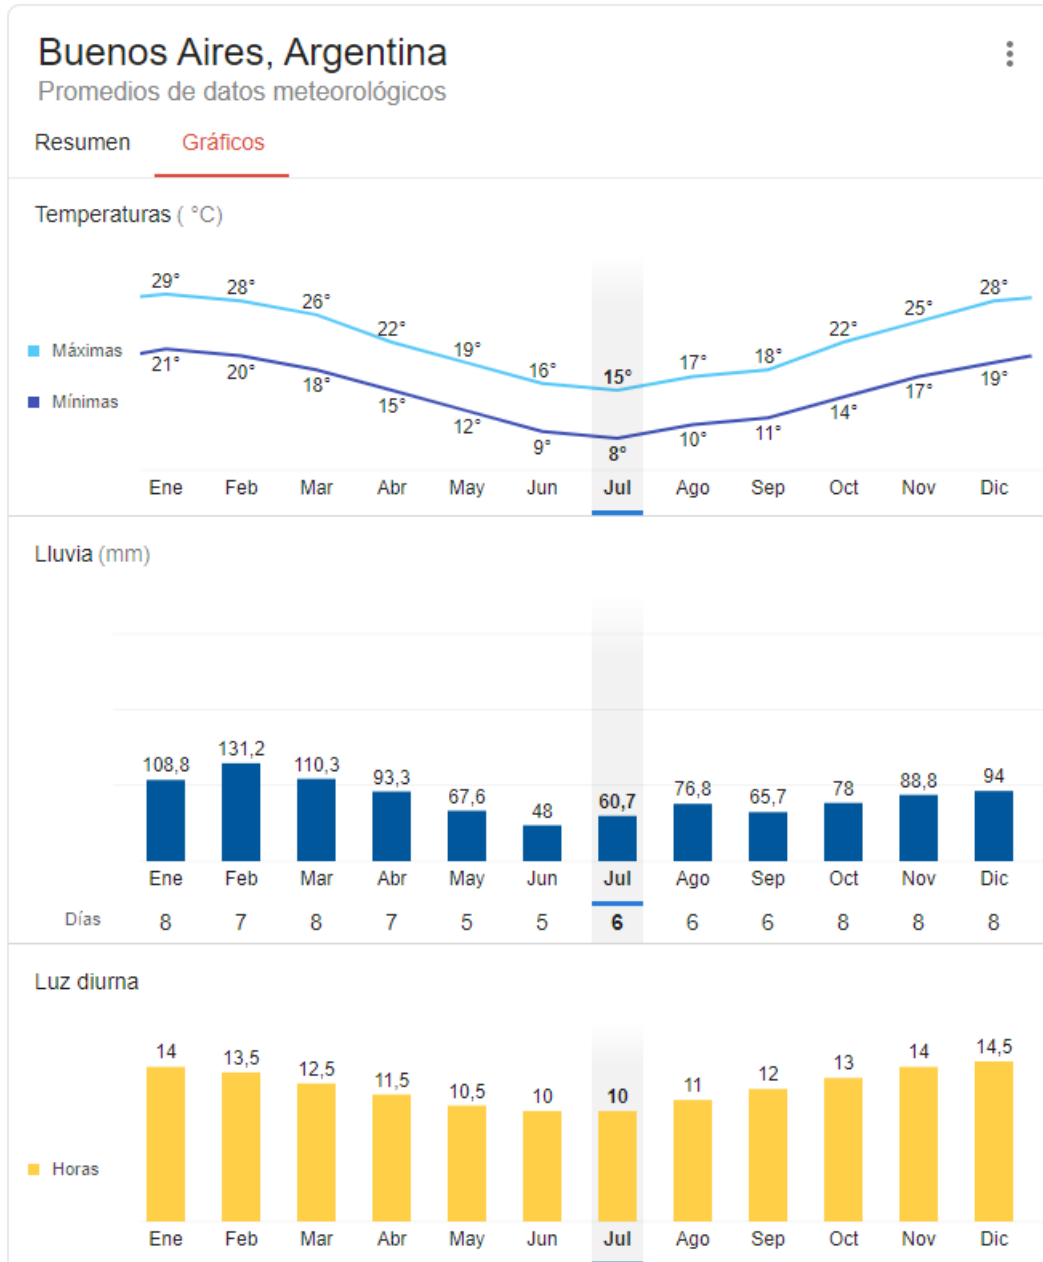 Buenos Aires, Argentina
Promedios de datos meteorológicos
Resumen Gráficos
Temperaturas ( °C)
29° 28° 26° 22° 19° 16° 15° 17° 18° 22° 25° 28°
Máximas
21° 20° 18° 15° 12° 9° 8° 10° 11° 14° 17° 19°
Mínimas
Ene Feb Mar Abr May Jun Jul Ago Sep Oct Nov Dic
Lluvia (mm)
108,8 131,2 110,3 93,3 67,6 48 60,7 76,8 65,7 78 88,8 94
Ene Feb Mar Abr May Jun Jul Ago Sep Oct Nov Dic
Días 8 7 8 7 5 5 6 6 6 8 8 8
Luz diurna
14 13,5 12,5 11,5 10,5 10 10 11 12 13 14 14,5
Horas
Ene Feb Mar Abr May Jun Jul Ago Sep Oct Nov Dic